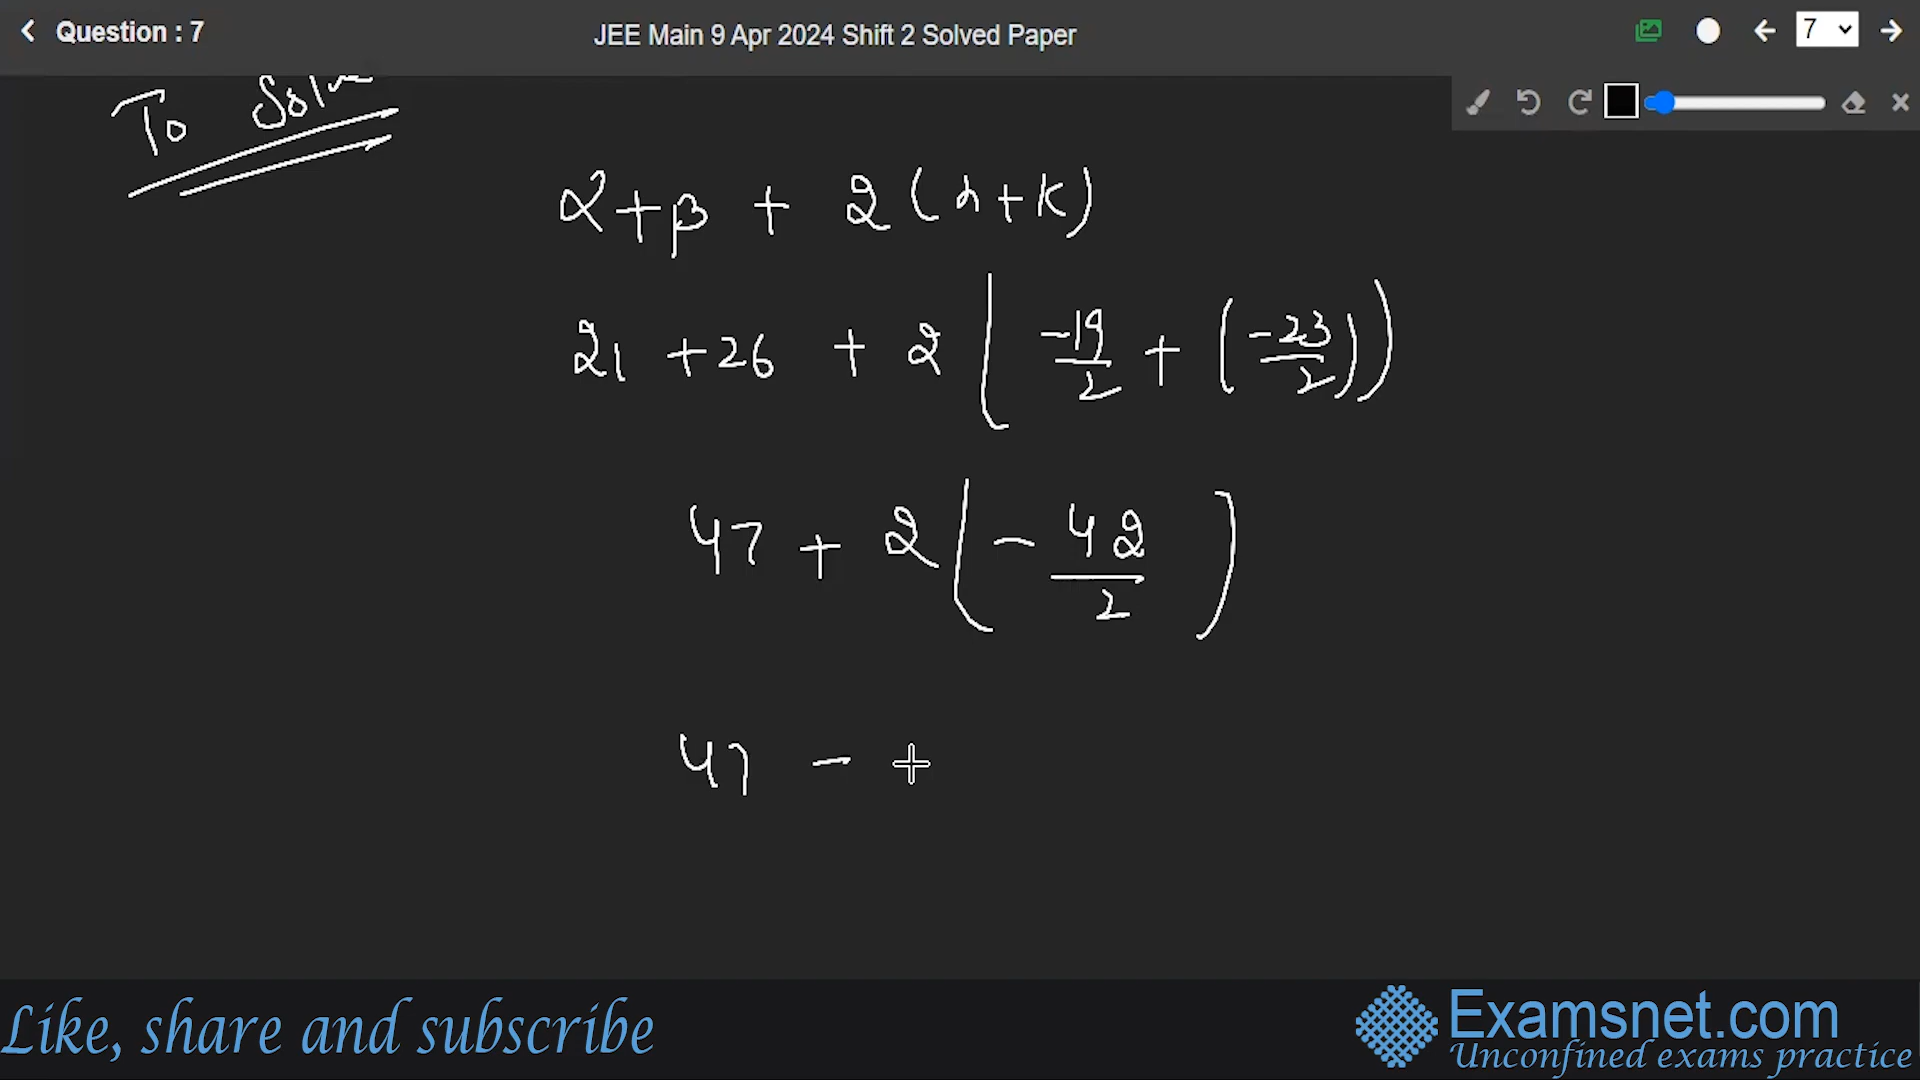 Question : 7
JEE Main 9 Apr 2024 Shift 2 Solved Paper
7
To Solve
α+β + 2(h+k)
21 +26 + 2(-19/2 + (-23/2))
47 + 2(-42/2)
47 -
Like, share and subscribe
Examsnet.com
Unconfined exams practice